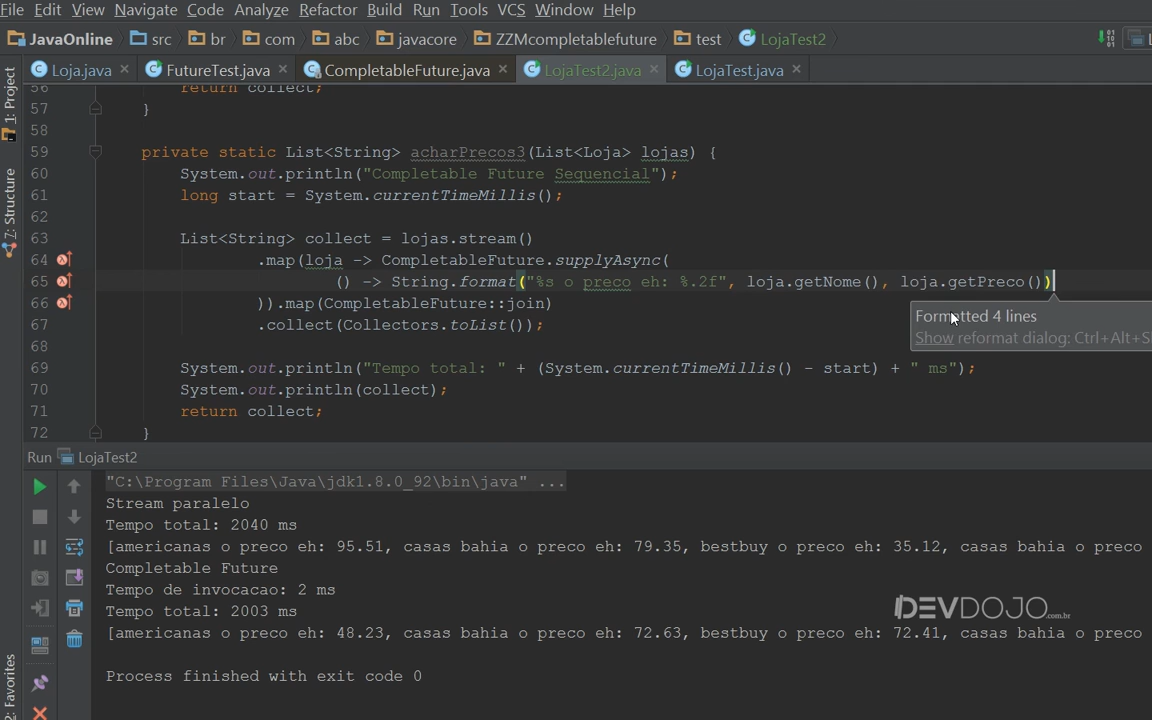 File Edit View Navigate Code Analyze Refactor Build Run Tools VCS Window Help
JavaOnline src br com abc javacore ZZMcompletablefuture test LojaTest2
Loja.java FutureTest.java CompletableFuture.java LojaTest2.java LojaTest.java
1: Project
7: Structure
2: Favorites
56 return collect;
57 }
58
59 private static List<String> acharPrecos3(List<Loja> lojas) {
60 System.out.println("Completable Future Sequencial");
61 long start = System.currentTimeMillis();
62
63 List<String> collect = lojas.stream()
64 .map(loja -> CompletableFuture.supplyAsync(
65 () -> String.format("%s o preco eh: %.2f", loja.getNome(), loja.getPreco())
66 )).map(CompletableFuture::join)
67 .collect(Collectors.toList());
68
69 System.out.println("Tempo total: " + (System.currentTimeMillis() - start) + " ms");
70 System.out.println(collect);
71 return collect;
72 }
Formatted 4 lines
Show reformat dialog: Ctrl+Alt+S
Run LojaTest2
"C:\Program Files\Java\jdk1.8.0_92\bin\java" ...
Stream paralelo
Tempo total: 2040 ms
[americanas o preco eh: 95.51, casas bahia o preco eh: 79.35, bestbuy o preco eh: 35.12, casas bahia o preco
Completable Future
Tempo de invocacao: 2 ms
Tempo total: 2003 ms
[americanas o preco eh: 48.23, casas bahia o preco eh: 72.63, bestbuy o preco eh: 72.41, casas bahia o preco
DEVDOJO.com.br
Process finished with exit code 0